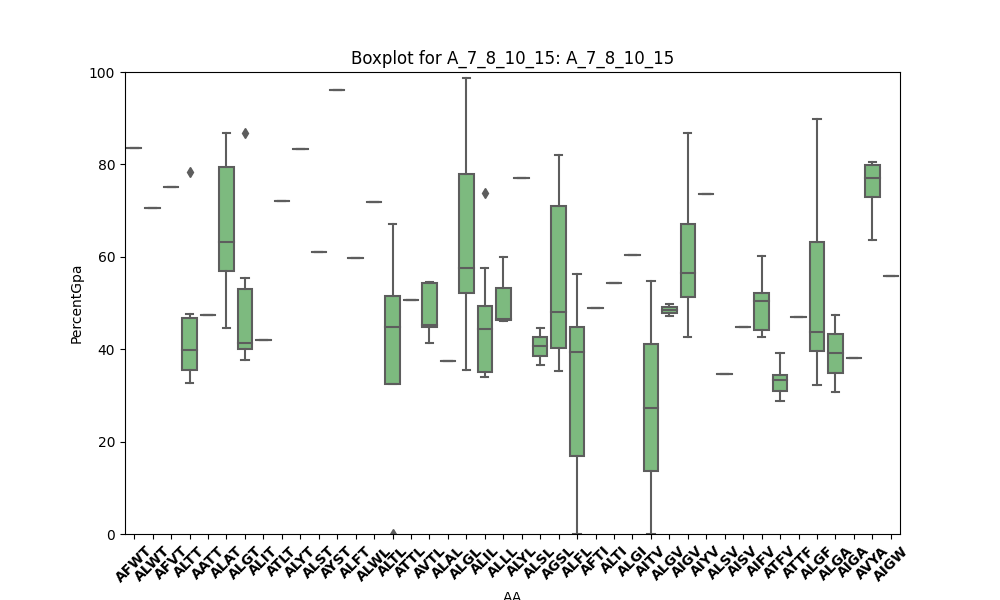 Boxplot for A_7_8_10_15: A_7_8_10_15
100
80
60
40
20
0
PercentGpa
AFWT
ALWT
AFVT
ALTT
AATT
ALAT
ALGT
ALIT
ATLT
ALYT
ALST
AYST
ALFT
ALWL
ALTL
ATTL
AVTL
ALAL
ALGL
ALIL
ALLL
ALYL
ALSL
AGSL
ALFL
AFTI
ALTI
ALGI
AITV
ALGV
AIGV
AIYV
ALSV
AISV
AIFV
ATFV
ATTF
ALGF
ALGA
AIGA
AVYA
AIGW
AA